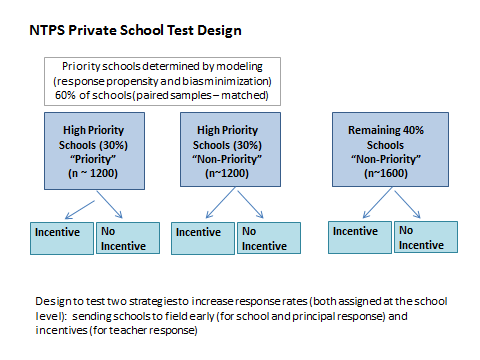 NTPS Private School Test Design
Priority schools determined by modeling
(response propensity and bias minimization)
60% of schools (paired samples – matched)
High Priority
Schools (30%)
“Priority”
(n ~ 1200)
High Priority
Schools (30%)
“Non-Priority”
(n~1200)
Remaining 40%
Schools
“Non-Priority”
(n~1600)
Incentive
No
Incentive
Incentive
No
Incentive
Incentive
No
Incentive
Design to test two strategies to increase response rates (both assigned at the school
level): sending schools to field early (for school and principal response) and
incentives (for teacher response)